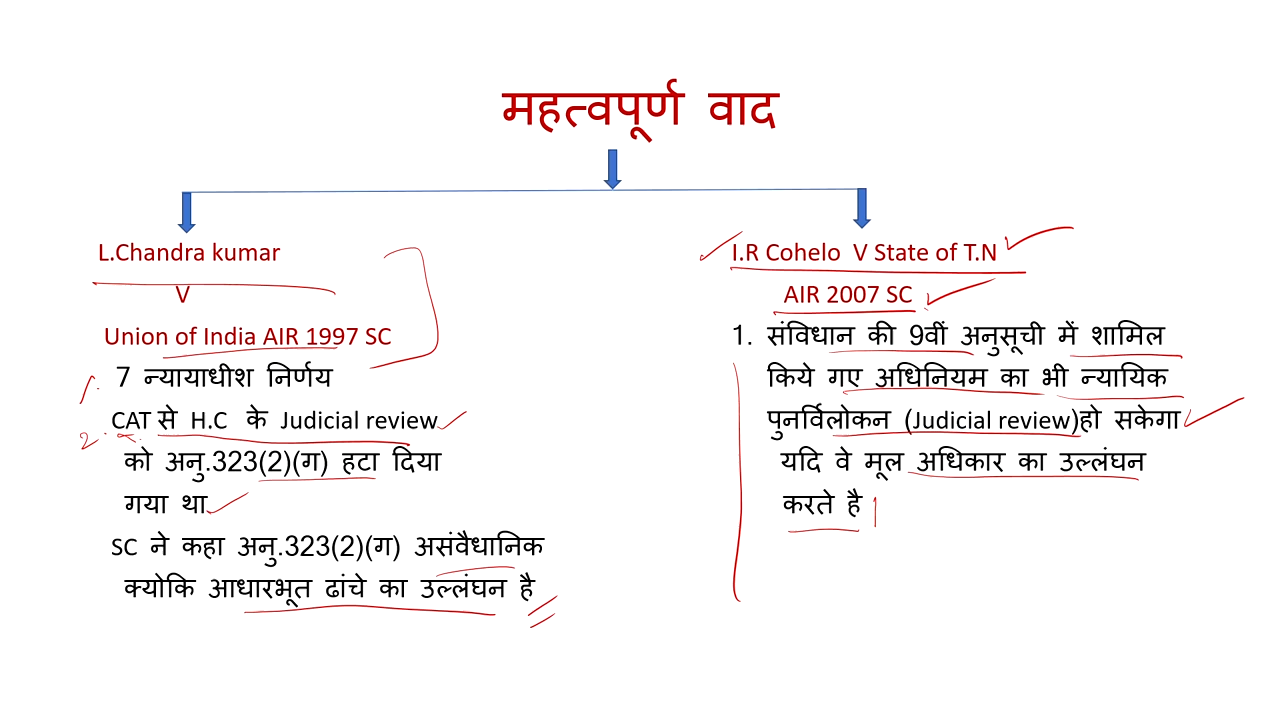 महत्वपूर्ण वाद
L.Chandra kumar
V
Union of India AIR 1997 SC
1. 7 न्यायाधीश निर्णय
2. CAT से H.C के Judicial review
को अनु.323(2)(ग) हटा दिया
गया था
SC ने कहा अनु.323(2)(ग) असंवैधानिक
क्योकि आधारभूत ढांचे का उल्लंघन है
I.R Cohelo V State of T.N
AIR 2007 SC
1. संविधान की 9वीं अनुसूची में शामिल
किये गए अधिनियम का भी न्यायिक
पुनर्विलोकन (Judicial review)हो सकेगा
यदि वे मूल अधिकार का उल्लंघन
करते है